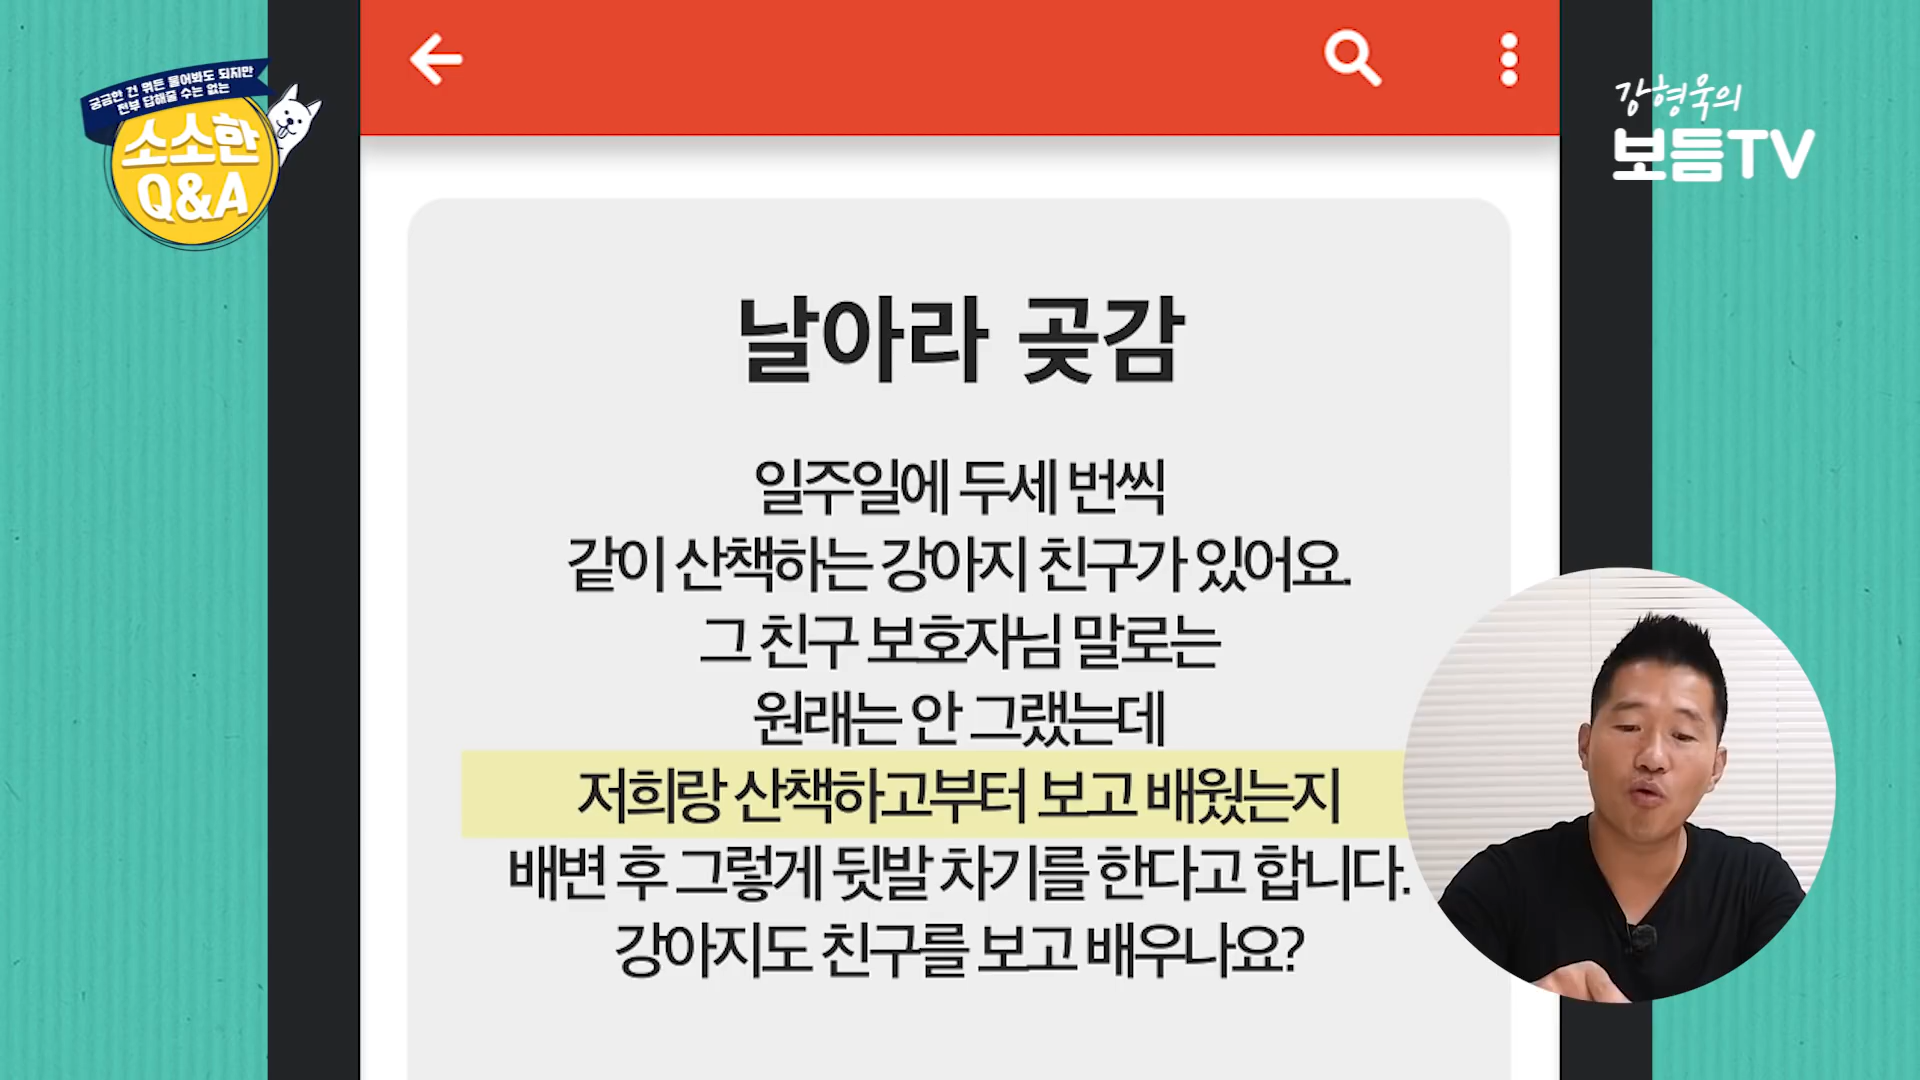 궁금한 건 뭐든 물어봐도 되지만
전부 답해줄 수는 없는
소소한
Q&A
강형욱의
보듬TV
날아라 곶감
일주일에 두세 번씩
같이 산책하는 강아지 친구가 있어요.
그 친구 보호자님 말로는
원래는 안 그랬는데
저희랑 산책하고부터 보고 배웠는지
배변 후 그렇게 뒷발 차기를 한다고 합니다.
강아지도 친구를 보고 배우나요?